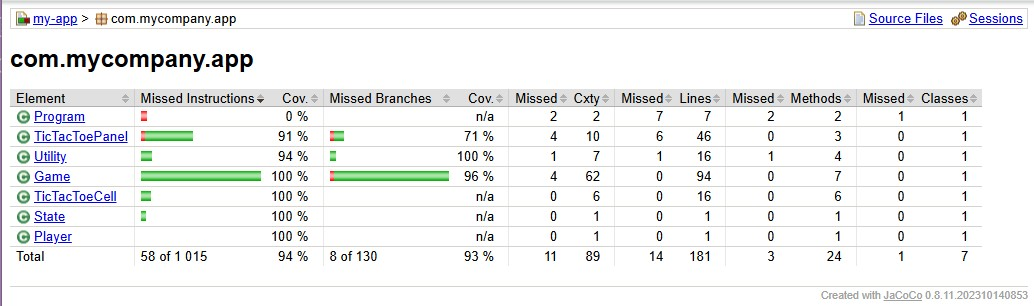 my-app > com.mycompany.app Source Files Sessions
com.mycompany.app
Element Missed Instructions Cov. Missed Branches Cov. Missed Cxty Missed Lines Missed Methods Missed Classes
Program 0 % n/a 2 2 7 7 2 2 1 1
TicTacToePanel 91 % 71 % 4 10 6 46 0 3 0 1
Utility 94 % 100 % 1 7 1 16 1 4 0 1
Game 100 % 96 % 4 62 0 94 0 7 0 1
TicTacToeCell 100 % n/a 0 6 0 16 0 6 0 1
State 100 % n/a 0 1 0 1 0 1 0 1
Player 100 % n/a 0 1 0 1 0 1 0 1
Total 58 of 1 015 94 % 8 of 130 93 % 11 89 14 181 3 24 1 7
Created with JaCoCo 0.8.11.202310140853